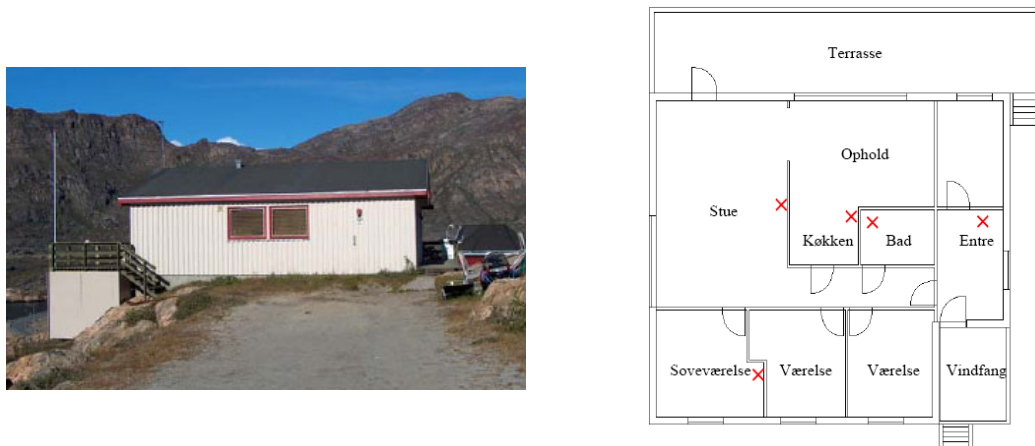 Terrasse
Ophold
Stue
Køkken
Bad
Entre
Soveværelse
Værelse
Værelse
Vindfang